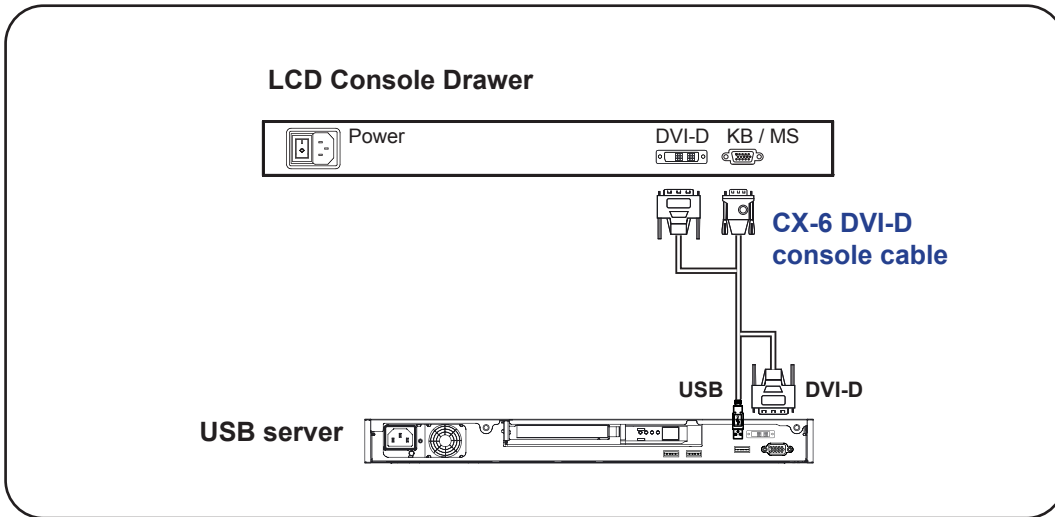 LCD Console Drawer
Power
DVI-D KB / MS
CX-6 DVI-D
console cable
USB
DVI-D
USB server